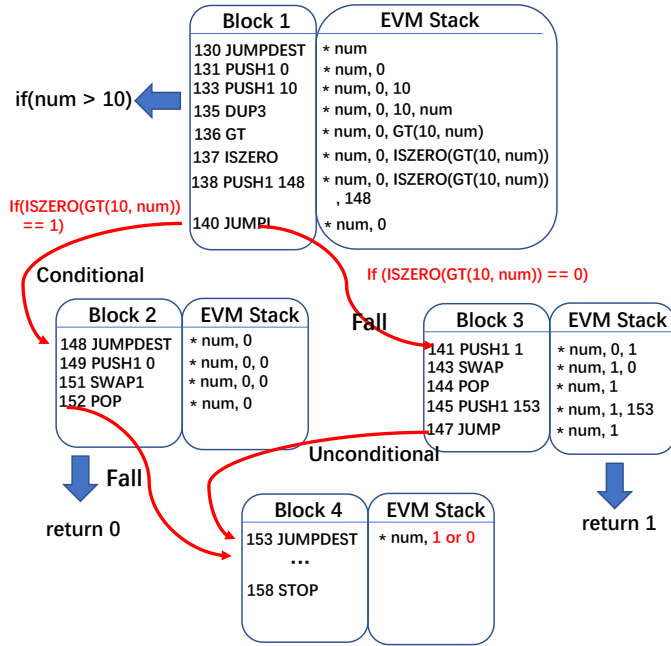 Block 1 EVM Stack
130 JUMPDEST * num
131 PUSH1 0 * num, 0
133 PUSH1 10 * num, 0, 10
135 DUP3 * num, 0, 10, num
136 GT * num, 0, GT(10, num)
137 ISZERO * num, 0, ISZERO(GT(10, num))
138 PUSH1 148 * num, 0, ISZERO(GT(10, num))
, 148
140 JUMPI * num, 0
if(num > 10)
If(ISZERO(GT(10, num))
== 1)
Conditional
If (ISZERO(GT(10, num)) == 0)
Fall
Block 2 EVM Stack
148 JUMPDEST * num, 0
149 PUSH1 0 * num, 0, 0
151 SWAP1 * num, 0, 0
152 POP * num, 0
Block 3 EVM Stack
141 PUSH1 1 * num, 0, 1
143 SWAP * num, 1, 0
144 POP * num, 1
145 PUSH1 153 * num, 1, 153
147 JUMP * num, 1
Unconditional
Fall
return 0
return 1
Block 4 EVM Stack
153 JUMPDEST * num, 1 or 0
...
158 STOP